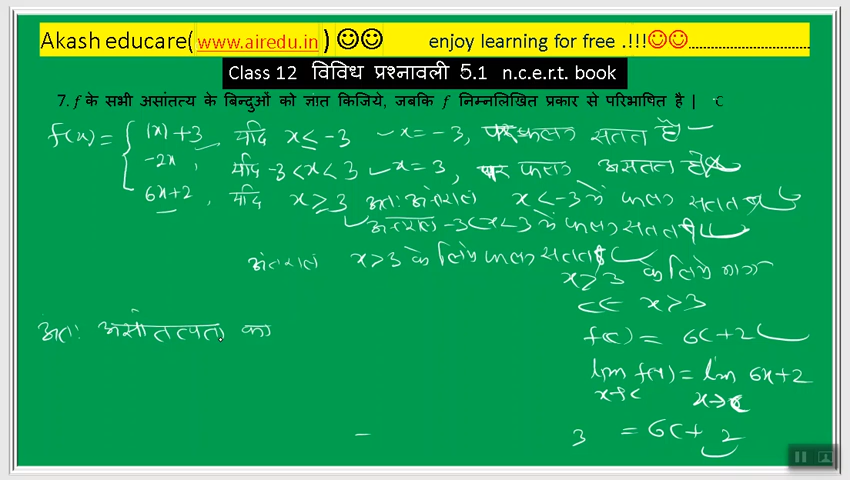 Akash educare( www.airedu.in ) ☺☺ enjoy learning for free .!!!☺☺................................
Class 12 विविध प्रश्नावली 5.1 n.c.e.r.t. book
7. f के सभी असांतत्य के बिन्दुओं को ज्ञात किजिये, जबकि f निम्नलिखित प्रकार से परिभाषित है |
f(x) = { |x| + 3, यदि x ≤ -3 x = -3, पर फलन सतत है
-2x, यदि -3 < x < 3 x = 3, पर फलन असतत है
6x+2, यदि x ≥ 3 अतः अंतराल x < -3 में फलन सतत
अंतराल -3 < x < 3 में फलन सतत
अंतराल x > 3 के लिये फलन सतत
x > 3 के लिये
x > 3
f(c) = 6c+2
lim f(x) = lim 6x+2
x→c x→c
अतः असांतत्यता का
3 = 6c+2